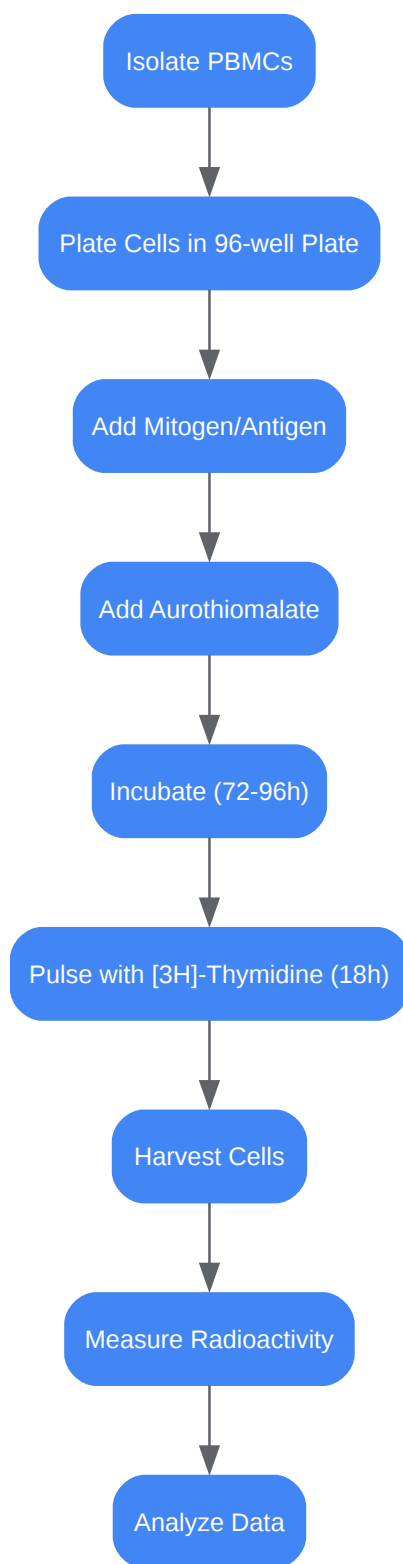 Isolate PBMCs
Plate Cells in 96-well Plate
Add Mitogen/Antigen
Add Aurothiomalate
Incubate (72-96h)
Pulse with [3H]-Thymidine (18h)
Harvest Cells
Measure Radioactivity
Analyze Data